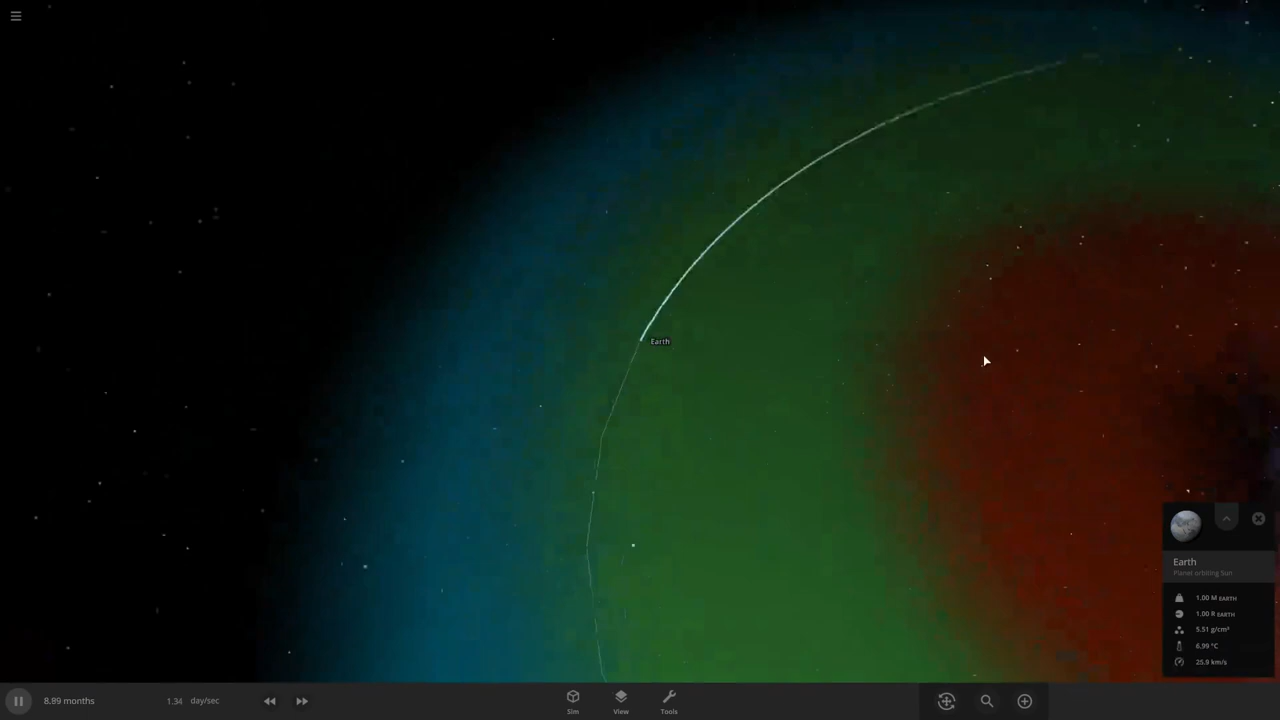 Earth
Earth
Planet orbiting Sun
1.00 M EARTH
1.00 R EARTH
5.51 g/cm³
6.99 °C
25.9 km/s
8.89 months
1.34 day/sec
Sim
View
Tools